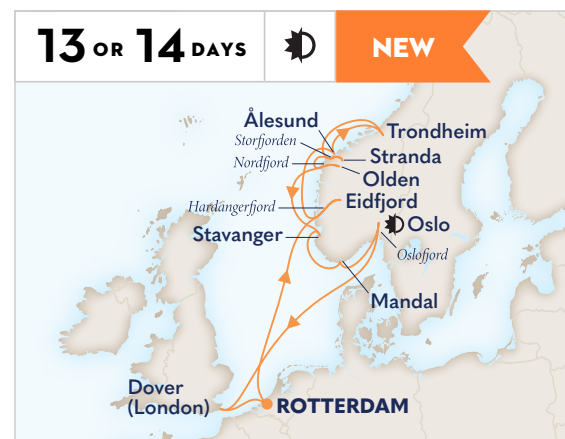 13 OR 14 DAYS
NEW
Ålesund
Storfjorden
Trondheim
Nordfjord
Stranda
Olden
Hardangerfjord
Eidfjord
Oslo
Stavanger
Oslofjord
Mandal
Dover
(London)
ROTTERDAM